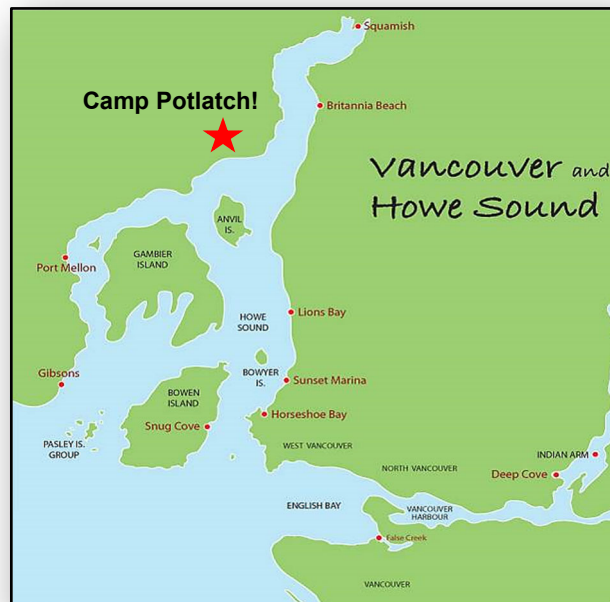 Squamish
Camp Potlatch!
Britannia Beach
Vancouver and
Howe Sound
ANVIL
IS.
GAMBIER
ISLAND
Port Mellon
Lions Bay
HOWE
SOUND
Gibsons
BOWYER
IS.
Sunset Marina
BOWEN
ISLAND
Horseshoe Bay
Snug Cove
PASLEY IS.
GROUP
WEST VANCOUVER
INDIAN ARM
NORTH VANCOUVER
Deep Cove
ENGLISH BAY
VANCOUVER
HARBOUR
False Creek
VANCOUVER